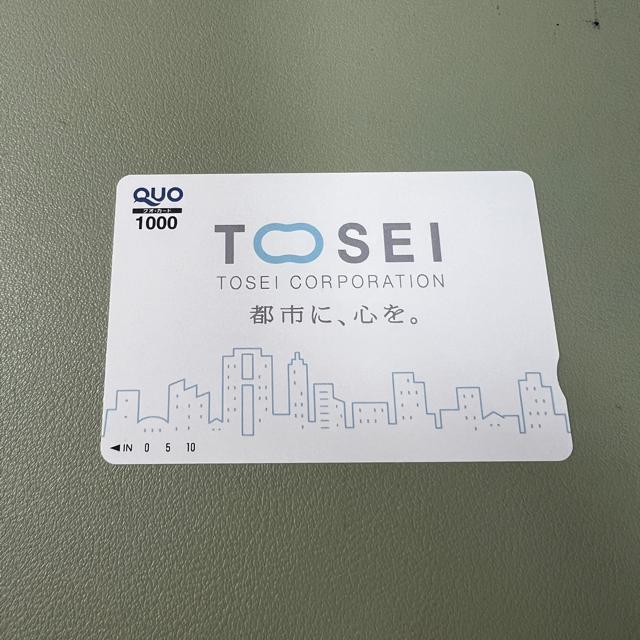 QUO
クオ・カード
1000
TOSEI
TOSEI CORPORATION
都市に、心を。
◀IN 0 5 10